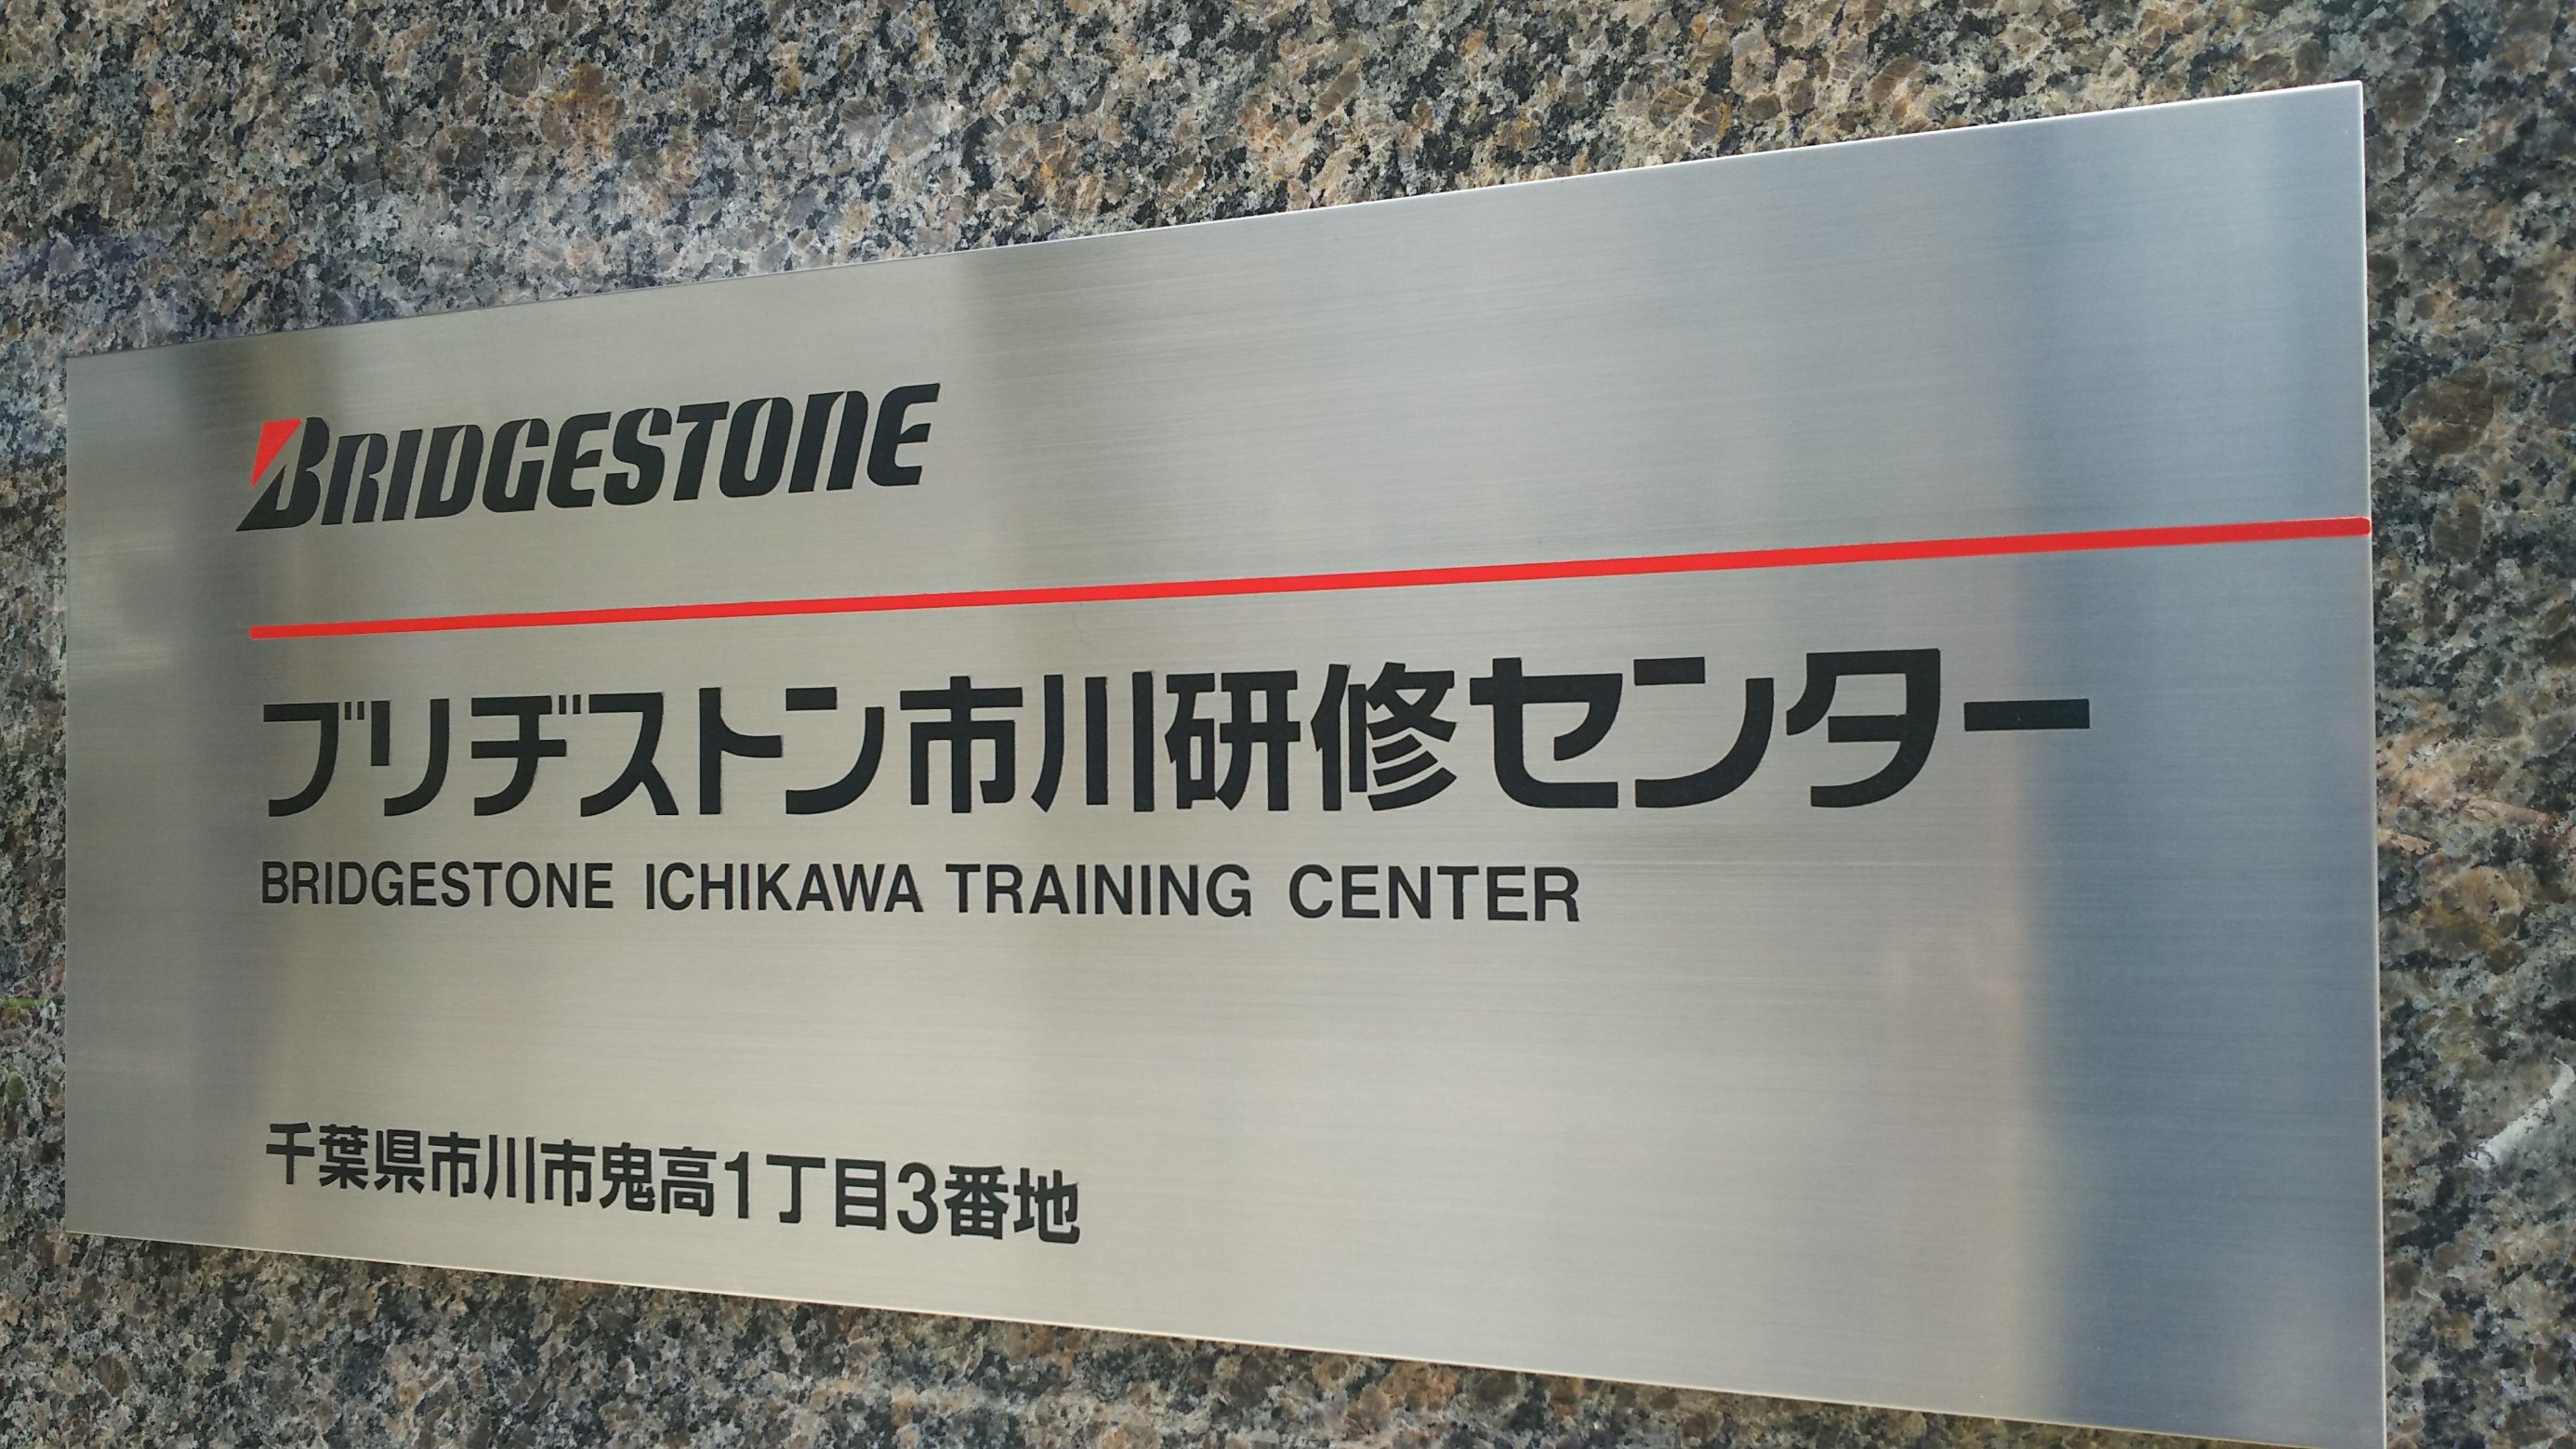 BRIDGESTONE
ブリヂストン市川研修センター
BRIDGESTONE ICHIKAWA TRAINING CENTER
千葉県市川市鬼高1丁目3番地